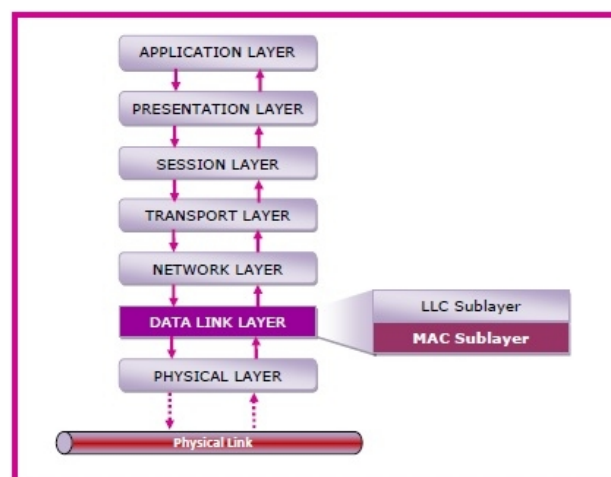 APPLICATION LAYER
PRESENTATION LAYER
SESSION LAYER
TRANSPORT LAYER
NETWORK LAYER
DATA LINK LAYER
LLC Sublayer
MAC Sublayer
PHYSICAL LAYER
Physical Link